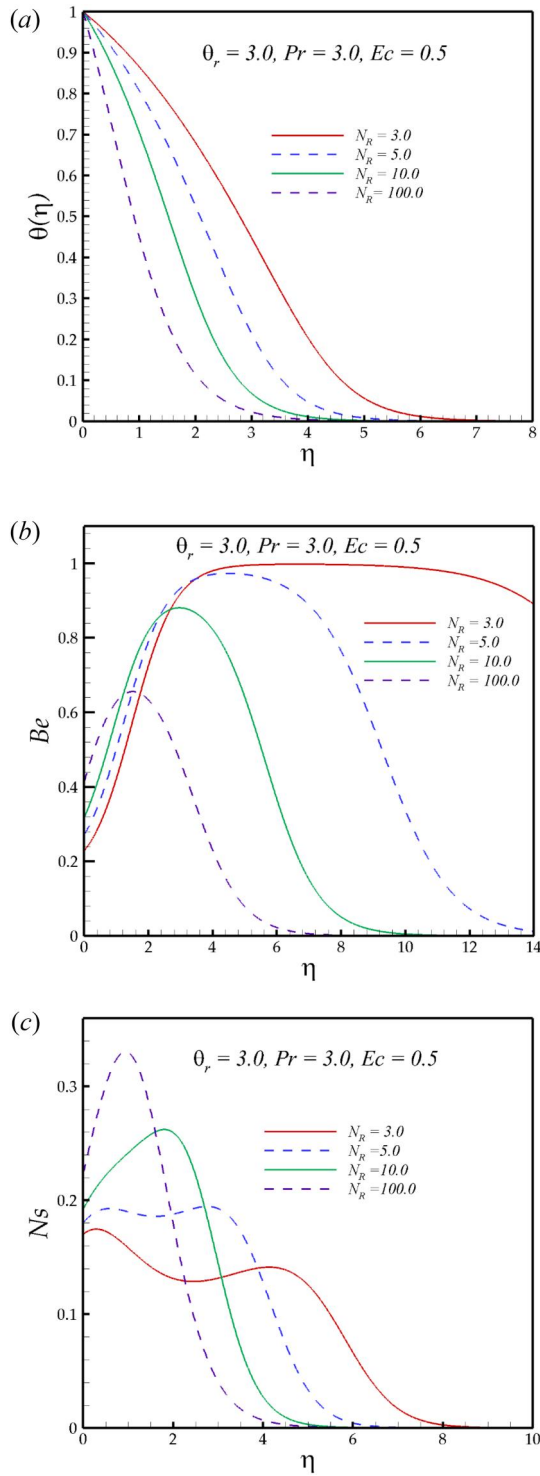 (a)
θr = 3.0, Pr = 3.0, Ec = 0.5
NR = 3.0
NR = 5.0
NR = 10.0
NR = 100.0
θ(η)
1
0.9
0.8
0.7
0.6
0.5
0.4
0.3
0.2
0.1
0
0 1 2 3 4 5 6 7 8
η
(b)
θr = 3.0, Pr = 3.0, Ec = 0.5
NR = 3.0
NR =5.0
NR = 10.0
NR = 100.0
Be
1
0.8
0.6
0.4
0.2
0
0 2 4 6 8 10 12 14
η
(c)
θr = 3.0, Pr = 3.0, Ec = 0.5
NR = 3.0
NR =5.0
NR =10.0
NR = 100.0
Ns
0.3
0.2
0.1
0
0 2 4 6 8 10
η